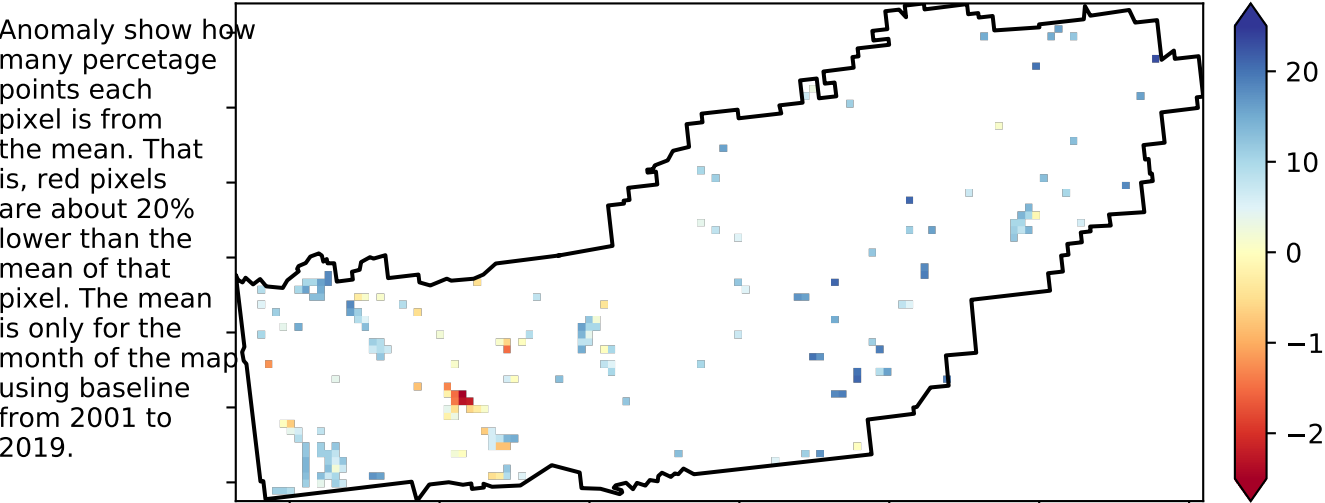 Anomaly show how
many percetage
points each
pixel is from
the mean. That
is, red pixels
are about 20%
lower than the
mean of that
pixel. The mean
is only for the
month of the map
using baseline
from 2001 to
2019.
20
10
0
−1
−2